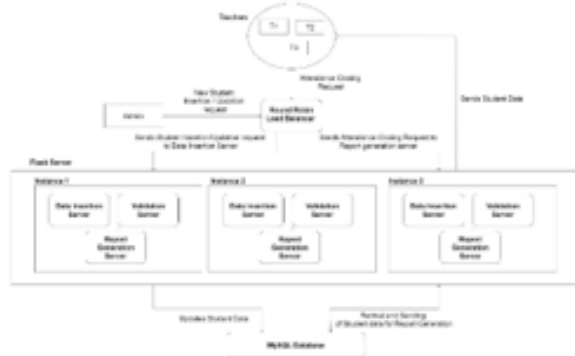 Teachers
T1
T2
T3
Attendance Closing
Request
New Student
Insertion / Updation
request
Admin
Round Robin
Load Balancer
Sends Student Data
Sends Student Insertion/Updation request
to Data Insertion Server
Sends Attendance Closing Request to
Report generation server
Flask Server
Instance 1
Data Insertion
Server
Validation
Server
Report
Generation
Server
Instance 2
Data Insertion
Server
Validation
Server
Report
Generation
Server
Instance 3
Data Insertion
Server
Validation
Server
Report
Generation
Server
Updates Student Data
Retrival and Sending
of Student data for Report Generation
MySQL Database